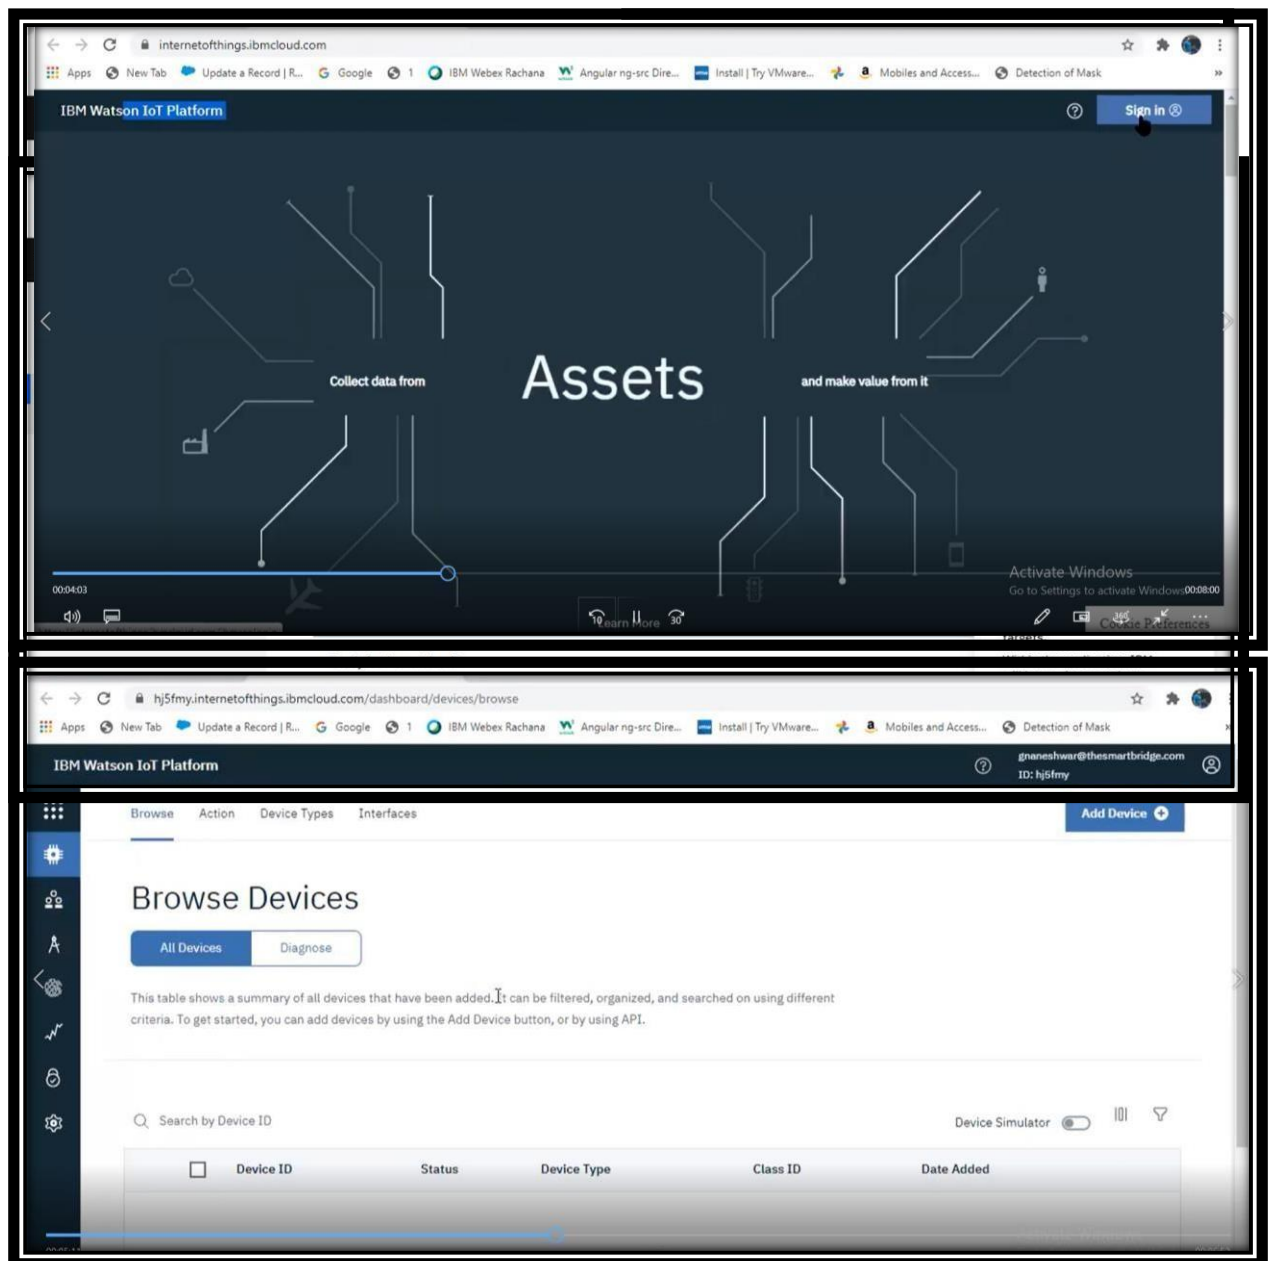 internetofthings.ibmcloud.com
Apps New Tab Update a Record | R... Google 1 IBM Webex Rachana Angular ng-src Dire... Install | Try VMware... Mobiles and Access... Detection of Mask »
IBM Watson IoT Platform Sign in
Collect data from Assets and make value from it
Activate Windows
00:04:03 Go to Settings to activate Windows 00:08:00
10 Learn More 30 360 Cookie Preferences
hj5fmy.internetofthings.ibmcloud.com/dashboard/devices/browse
Apps New Tab Update a Record | R... Google 1 IBM Webex Rachana Angular ng-src Dire... Install | Try VMware... Mobiles and Access... Detection of Mask
IBM Watson IoT Platform gnaneshwar@thesmartbridge.com
ID: hj5fmy
Browse Action Device Types Interfaces Add Device
Browse Devices
All Devices Diagnose
This table shows a summary of all devices that have been added. It can be filtered, organized, and searched on using different
criteria. To get started, you can add devices by using the Add Device button, or by using API.
Search by Device ID Device Simulator
Device ID Status Device Type Class ID Date Added